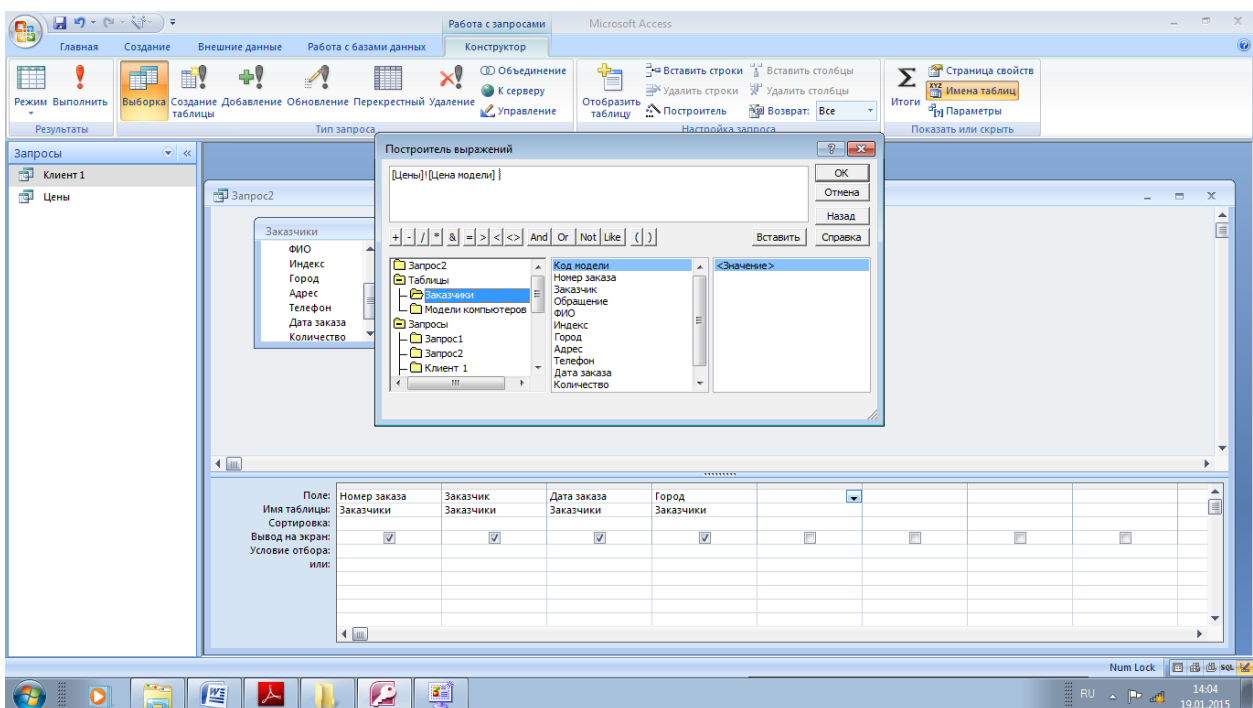 Работа с запросами Microsoft Access
Главная Создание Внешние данные Работа с базами данных Конструктор
Режим Выполнить Выборка Создание таблицы Добавление Обновление Перекрестный Удаление
Объединение
К серверу
Управление
Отобразить таблицу
Вставить строки Вставить столбцы
Удалить строки Удалить столбцы
Построитель Возврат: Все
Итоги
Страница свойств
Имена таблиц
Параметры
Результаты Тип запроса Настройка запроса Показать или скрыть
Запросы
Клиент 1
Цены
Запрос2
Заказчики
ФИО
Индекс
Город
Адрес
Телефон
Дата заказа
Количество
Построитель выражений
[Цены]![Цена модели]
ОК
Отмена
Назад
+ - / * & = > < <> And Or Not Like ( ) Вставить Справка
Запрос2
Таблицы
Заказчики
Модели компьютеров
Запросы
Запрос1
Запрос2
Клиент 1
Код модели
Номер заказа
Заказчик
Обращение
ФИО
Индекс
Город
Адрес
Телефон
Дата заказа
Количество
<Значение>
Поле: Номер заказа Заказчик Дата заказа Город
Имя таблицы: Заказчики Заказчики Заказчики Заказчики
Сортировка:
Вывод на экран:
Условие отбора:
или:
Num Lock SQL
RU 14:04
19.01.2015